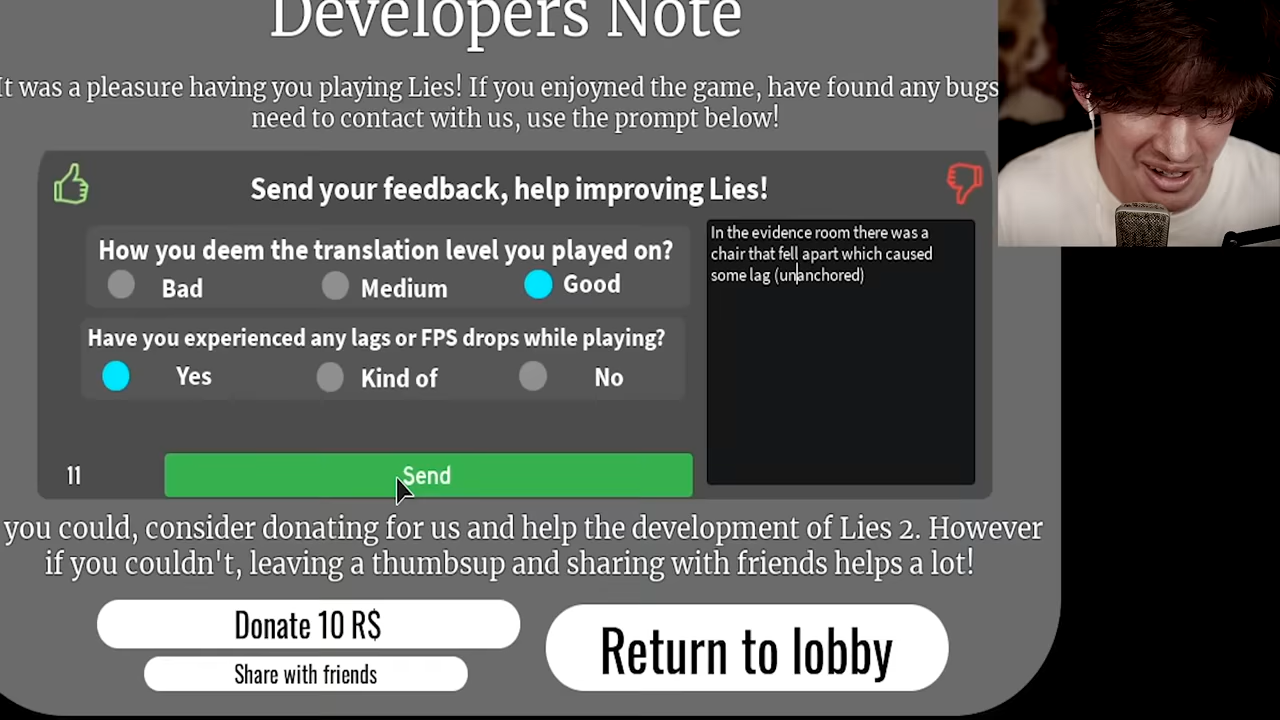 Developers Note
It was a pleasure having you playing Lies! If you enjoyned the game, have found any bugs
need to contact with us, use the prompt below!
Send your feedback, help improving Lies!
How you deem the translation level you played on?
Bad Medium Good
Have you experienced any lags or FPS drops while playing?
Yes Kind of No
In the evidence room there was a
chair that fell apart which caused
some lag (unanchored)
11 Send
you could, consider donating for us and help the development of Lies 2. However
if you couldn't, leaving a thumbsup and sharing with friends helps a lot!
Donate 10 R$
Share with friends
Return to lobby